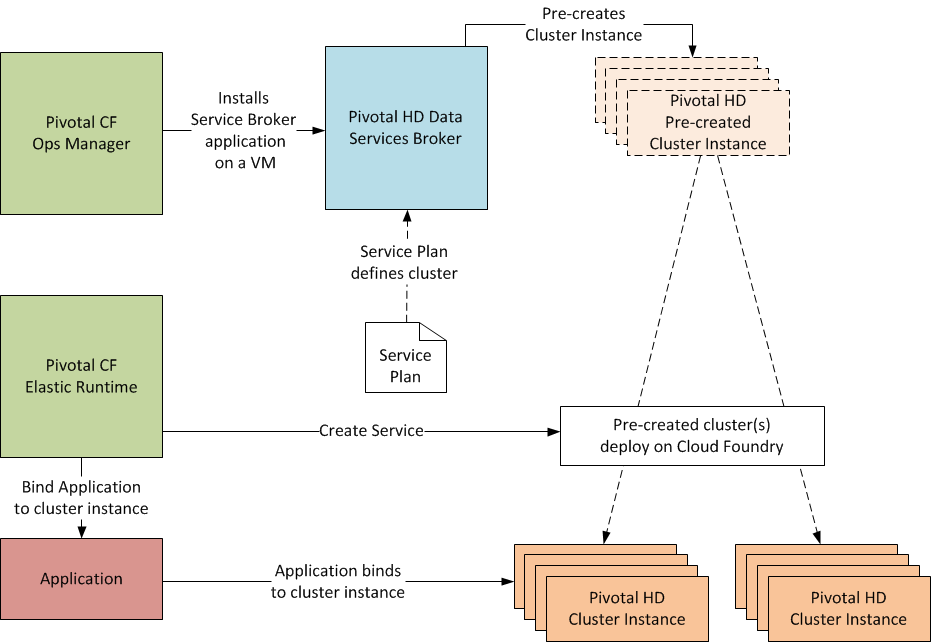 Pre-creates
Cluster Instance
Pivotal CF
Ops Manager
Installs
Service Broker
application
on a VM
Pivotal HD Data
Services Broker
Pivotal HD
Pre-created
Cluster Instance
Service Plan
defines cluster
Service
Plan
Pivotal CF
Elastic Runtime
Create Service
Pre-created cluster(s)
deploy on Cloud Foundry
Bind Application
to cluster instance
Application
Application binds
to cluster instance
Pivotal HD
Cluster Instance
Pivotal HD
Cluster Instance